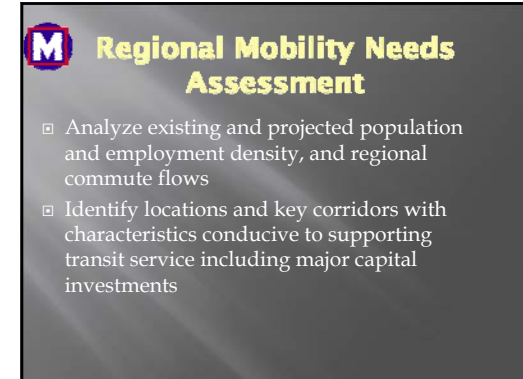 M
Regional Mobility Needs
Assessment
Analyze existing and projected population
and employment density, and regional
commute flows
Identify locations and key corridors with
characteristics conducive to supporting
transit service including major capital
investments